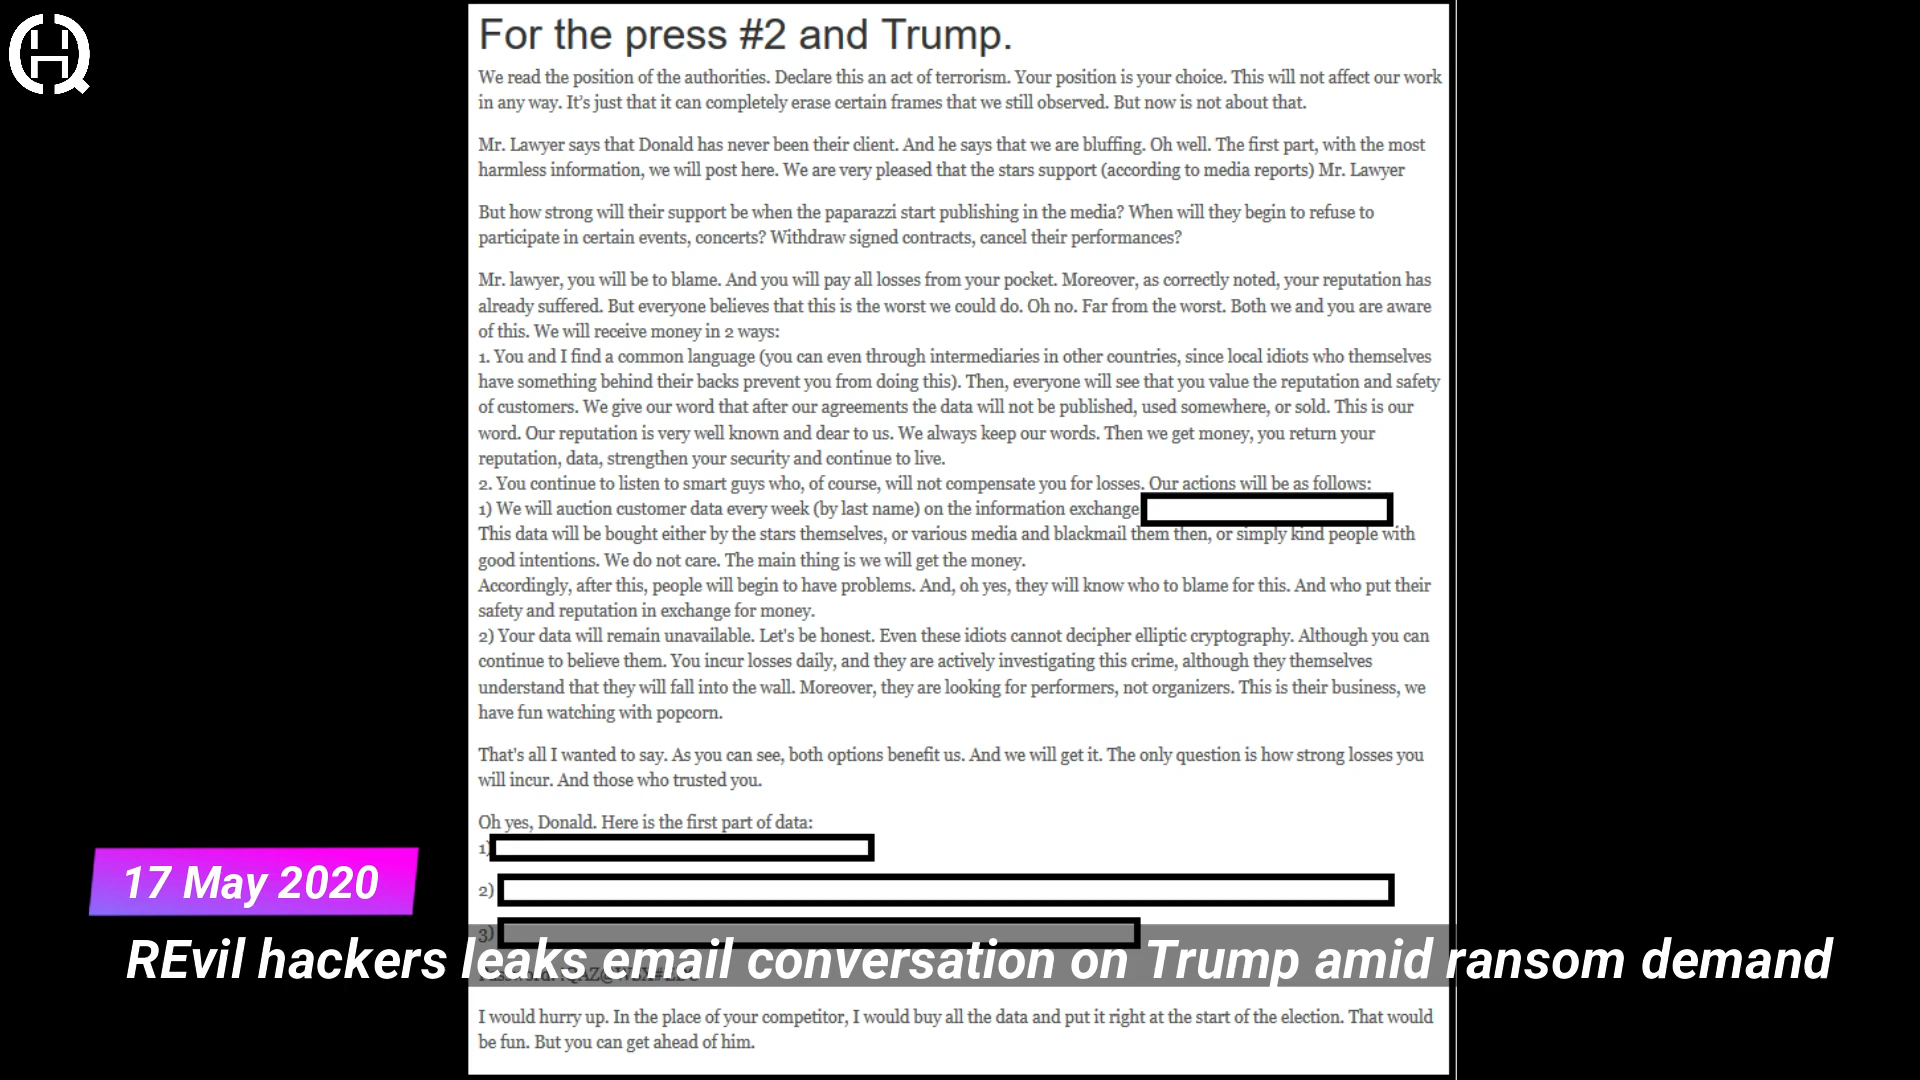 For the press #2 and Trump.
We read the position of the authorities. Declare this an act of terrorism. Your position is your choice. This will not affect our work
in any way. It's just that it can completely erase certain frames that we still observed. But now is not about that.
Mr. Lawyer says that Donald has never been their client. And he says that we are bluffing. Oh well. The first part, with the most
harmless information, we will post here. We are very pleased that the stars support (according to media reports) Mr. Lawyer
But how strong will their support be when the paparazzi start publishing in the media? When will they begin to refuse to
participate in certain events, concerts? Withdraw signed contracts, cancel their performances?
Mr. lawyer, you will be to blame. And you will pay all losses from your pocket. Moreover, as correctly noted, your reputation has
already suffered. But everyone believes that this is the worst we could do. Oh no. Far from the worst. Both we and you are aware
of this. We will receive money in 2 ways:
1. You and I find a common language (you can even through intermediaries in other countries, since local idiots who themselves
have something behind their backs prevent you from doing this). Then, everyone will see that you value the reputation and safety
of customers. We give our word that after our agreements the data will not be published, used somewhere, or sold. This is our
word. Our reputation is very well known and dear to us. We always keep our words. Then we get money, you return your
reputation, data, strengthen your security and continue to live.
2. You continue to listen to smart guys who, of course, will not compensate you for losses. Our actions will be as follows:
1) We will auction customer data every week (by last name) on the information exchange
This data will be bought either by the stars themselves, or various media and blackmail them then, or simply kind people with
good intentions. We do not care. The main thing is we will get the money.
Accordingly, after this, people will begin to have problems. And, oh yes, they will know who to blame for this. And who put their
safety and reputation in exchange for money.
2) Your data will remain unavailable. Let's be honest. Even these idiots cannot decipher elliptic cryptography. Although you can
continue to believe them. You incur losses daily, and they are actively investigating this crime, although they themselves
understand that they will fall into the wall. Moreover, they are looking for performers, not organizers. This is their business, we
have fun watching with popcorn.
That's all I wanted to say. As you can see, both options benefit us. And we will get it. The only question is how strong losses you
will incur. And those who trusted you.
Oh yes, Donald. Here is the first part of data:
1)
2)
3)
17 May 2020
REvil hackers leaks email conversation on Trump amid ransom demand
I would hurry up. In the place of your competitor, I would buy all the data and put it right at the start of the election. That would
be fun. But you can get ahead of him.